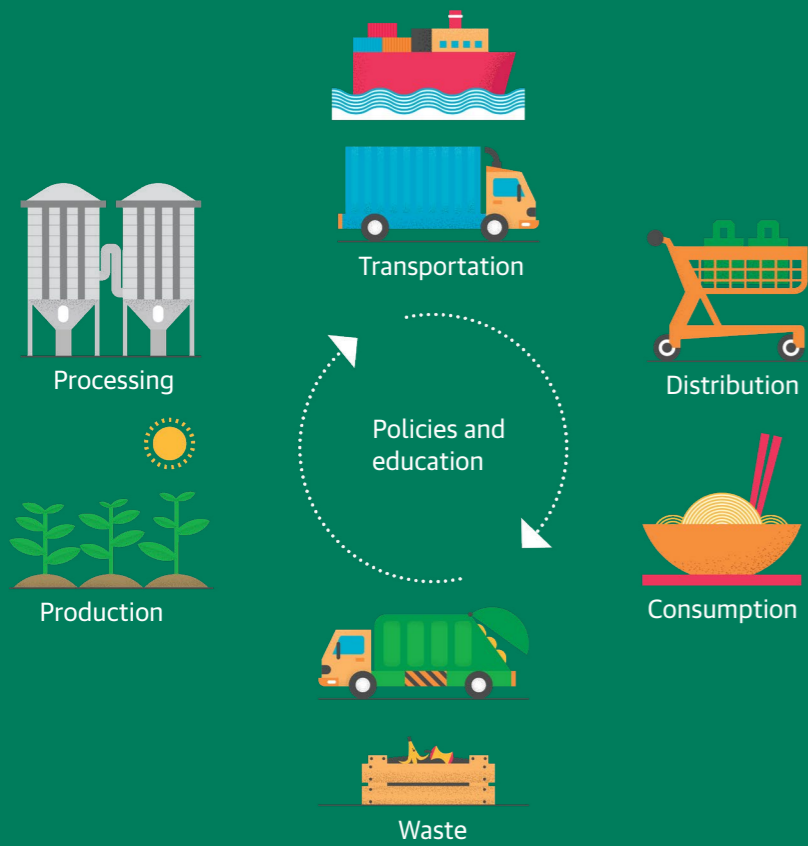 Transportation
Processing
Distribution
Policies and
education
Production
Consumption
Waste